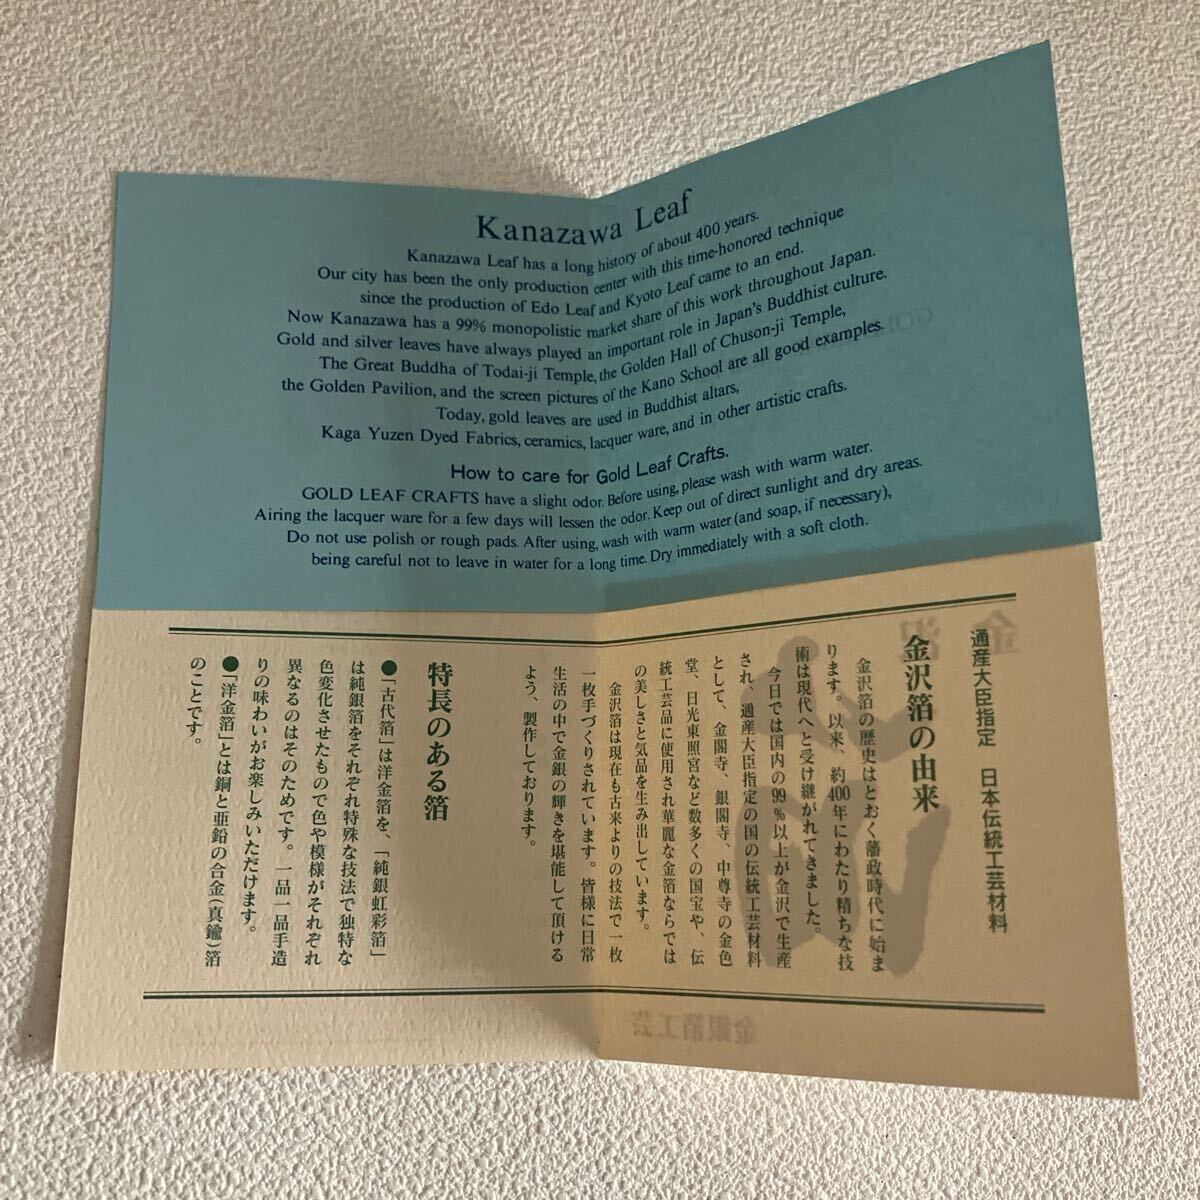 Kanazawa Leaf
Kanazawa Leaf has a long history of about 400 years.
Our city has been the only production center with this time-honored technique
since the production of Edo Leaf and Kyoto Leaf came to an end.
Now Kanazawa has a 99% monopolistic market share of this work throughout Japan.
Gold and silver leaves have always played an important role in Japan's Buddhist culture.
The Great Buddha of Todai-ji Temple, the Golden Hall of Chuson-ji Temple,
the Golden Pavilion, and the screen pictures of the Kano School are all good examples.
Today, gold leaves are used in Buddhist altars,
Kaga Yuzen Dyed Fabrics, ceramics, lacquer ware, and in other artistic crafts.
How to care for Gold Leaf Crafts.
GOLD LEAF CRAFTS have a slight odor. Before using, please wash with warm water.
Airing the lacquer ware for a few days will lessen the odor. Keep out of direct sunlight and dry areas.
Do not use polish or rough pads. After using, wash with warm water (and soap, if necessary),
being careful not to leave in water for a long time. Dry immediately with a soft cloth.
通産大臣指定 日本伝統工芸材料
金沢箔の由来
金沢箔の歴史はとおく藩政時代に始ま
ります。以来、約400年にわたり精ちな技
術は現代へと受け継がれてきました。
今日では国内の99%以上が金沢で生産
され、通産大臣指定の国の伝統工芸材料
として、金閣寺、銀閣寺、中尊寺の金色
堂、日光東照宮など数多くの国宝や、伝
統工芸品に使用され華麗な金箔ならでは
の美しさと気品を生み出しています。
金沢箔は現在も古来よりの技法で一枚
一枚手づくりされています。皆様に日常
生活の中で金銀の輝きを堪能して頂ける
よう、製作しております。
特長のある箔
●「古代箔」は洋金箔を、「純銀虹彩箔」
は純銀箔をそれぞれ特殊な技法で独特な
色変化させたもので色や模様がそれぞれ
異なるのはそのためです。一品一品手造
りの味わいがお楽しみいただけます。
●「洋金箔」とは銅と亜鉛の合金(真鍮)箔
のことです。